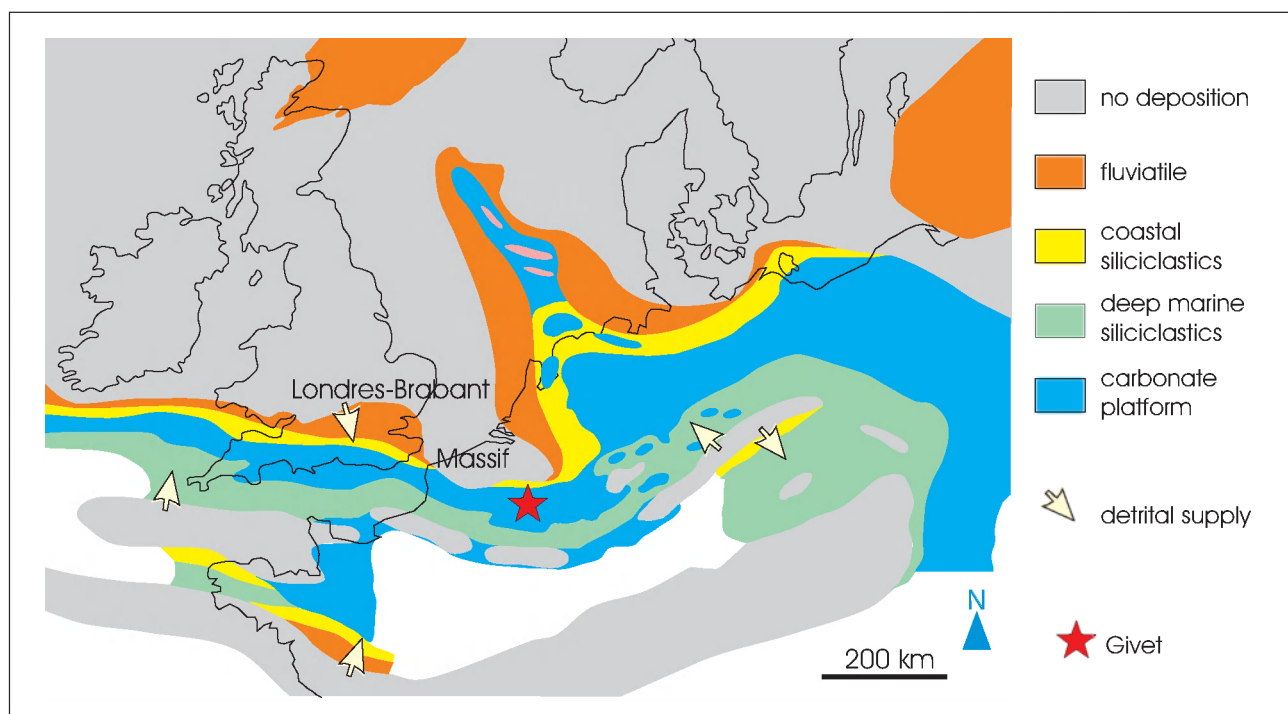 Londres-Brabant
Massif
N
200 km
no deposition
fluviatile
coastal
siliciclastics
deep marine
siliciclastics
carbonate
platform
detrital supply
Givet